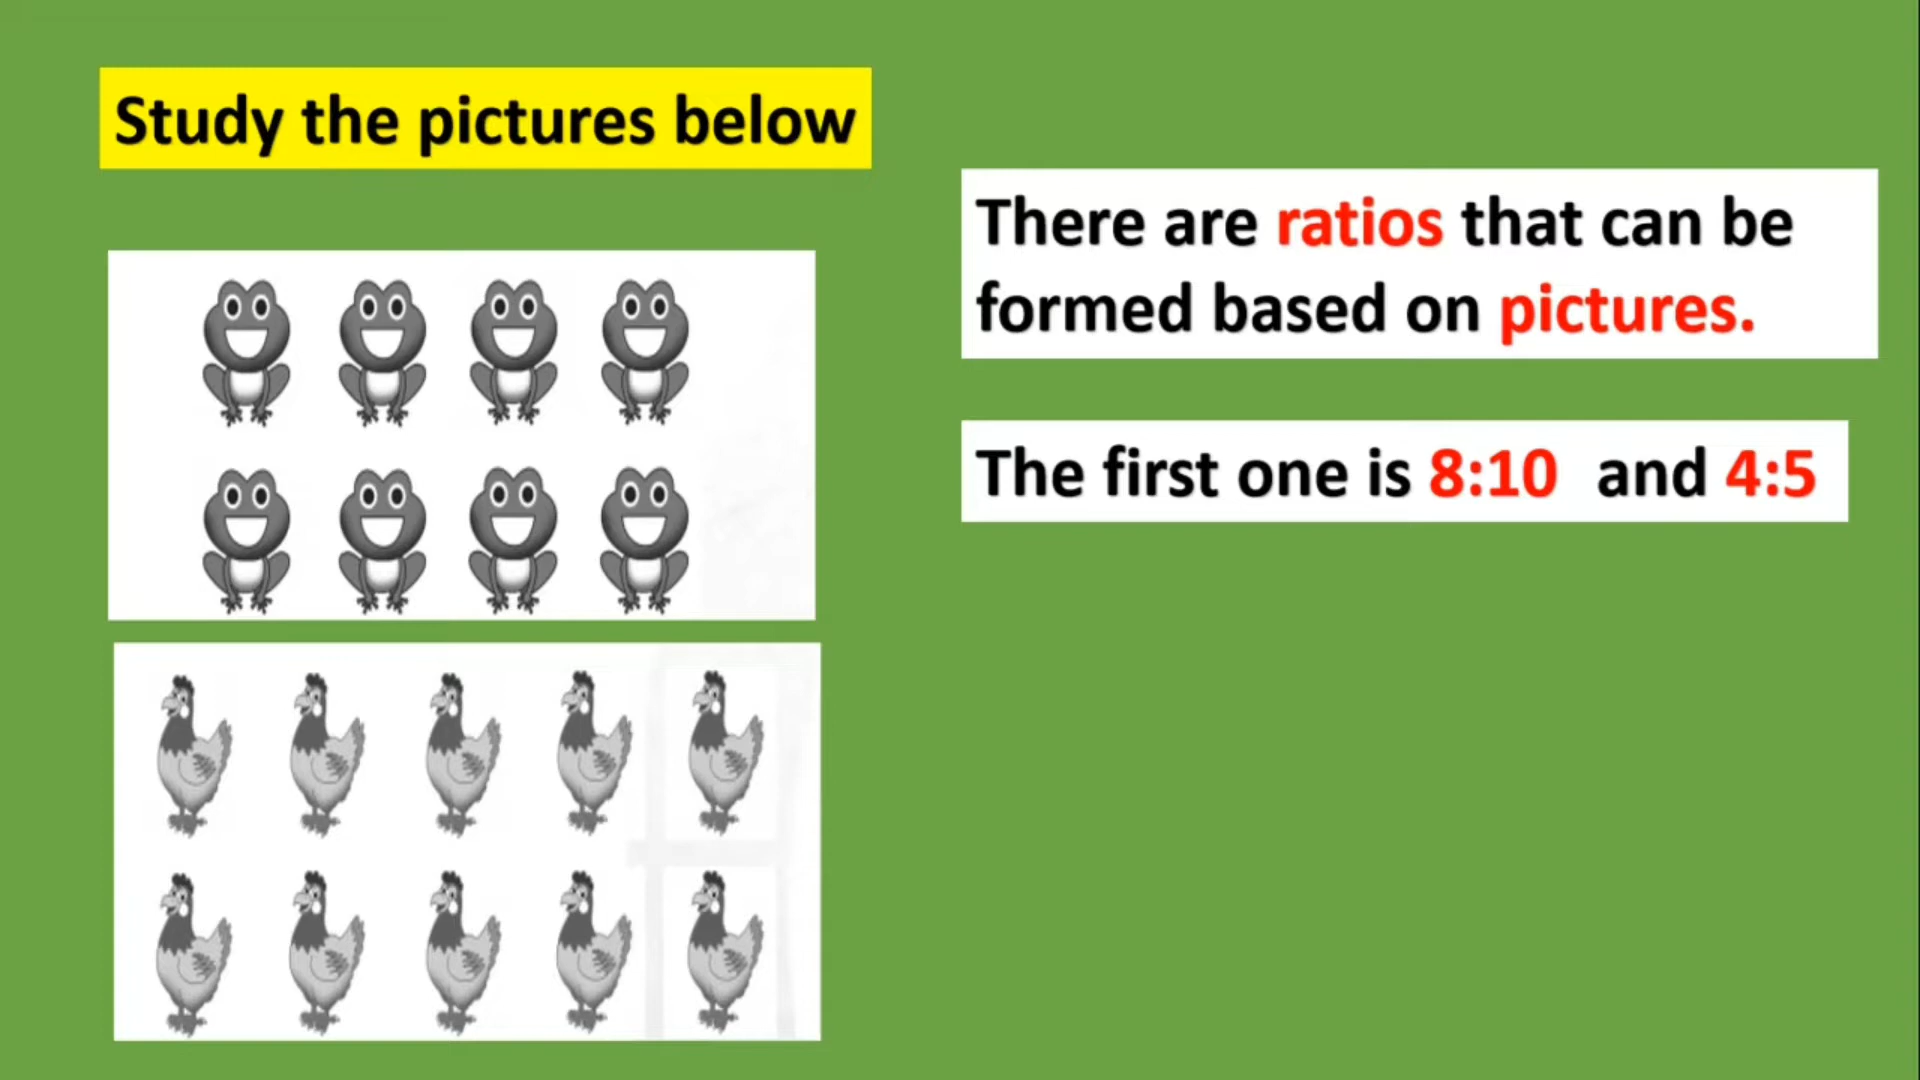 Study the pictures below
There are ratios that can be
formed based on pictures.
The first one is 8:10 and 4:5